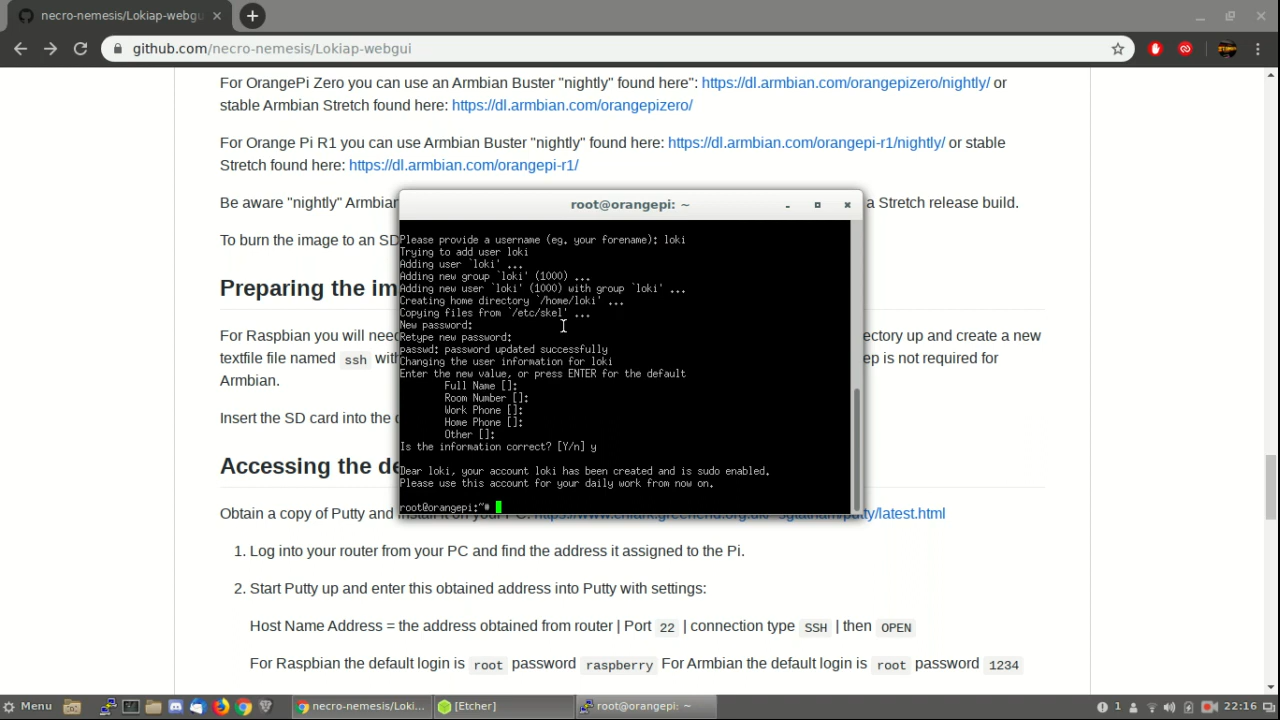 necro-nemesis/Lokiap-webgu
github.com/necro-nemesis/Lokiap-webgui
For OrangePi Zero you can use an Armbian Buster "nightly" found here": https://dl.armbian.com/orangepizero/nightly/ or
stable Armbian Stretch found here: https://dl.armbian.com/orangepizero/
For Orange Pi R1 you can use Armbian Buster "nightly" found here: https://dl.armbian.com/orangepi-r1/nightly/ or stable
Stretch found here: https://dl.armbian.com/orangepi-r1/
Be aware "nightly" Armbian a Stretch release build.
To burn the image to an SD
Preparing the im
For Raspbian you will need ectory up and create a new
textfile file named ssh with ep is not required for
Armbian.
Insert the SD card into the
Accessing the de
root@orangepi: ~
Please provide a username (eg. your forename): loki
Trying to add user loki
Adding user `loki' ...
Adding new group `loki' (1000) ...
Adding new user `loki' (1000) with group `loki' ...
Creating home directory `/home/loki' ...
Copying files from `/etc/skel' ...
New password:
Retype new password:
passwd: password updated successfully
Changing the user information for loki
Enter the new value, or press ENTER for the default
Full Name []:
Room Number []:
Work Phone []:
Home Phone []:
Other []:
Is the information correct? [Y/n] y
Dear loki, your account loki has been created and is sudo enabled.
Please use this account for your daily work from now on.
root@orangepi:~#
Obtain a copy of Putty and /latest.html
1. Log into your router from your PC and find the address it assigned to the Pi.
2. Start Putty up and enter this obtained address into Putty with settings:
Host Name Address = the address obtained from router | Port 22 | connection type SSH | then OPEN
For Raspbian the default login is root password raspberry For Armbian the default login is root password 1234
Menu
necro-nemesis/Loki...
[Etcher]
root@orangepi: ~
1
22:16